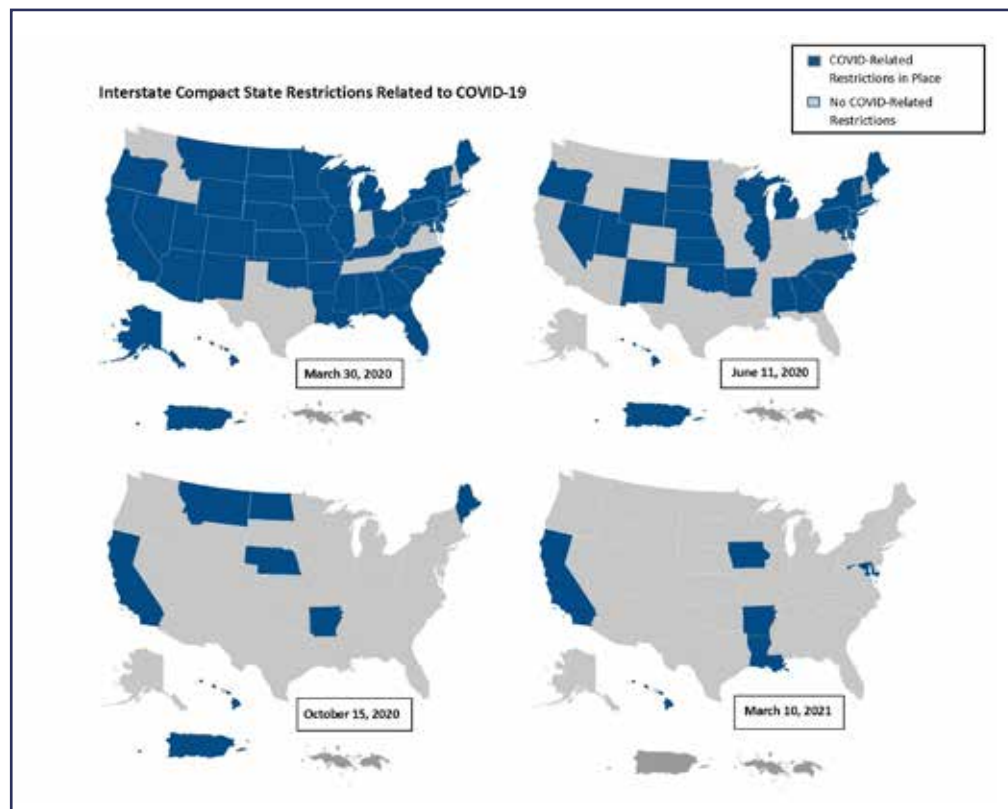 COVID-Related
Restrictions in Place
No COVID-Related
Restrictions
Interstate Compact State Restrictions Related to COVID-19
March 30, 2020
June 11, 2020
October 15, 2020
March 10, 2021